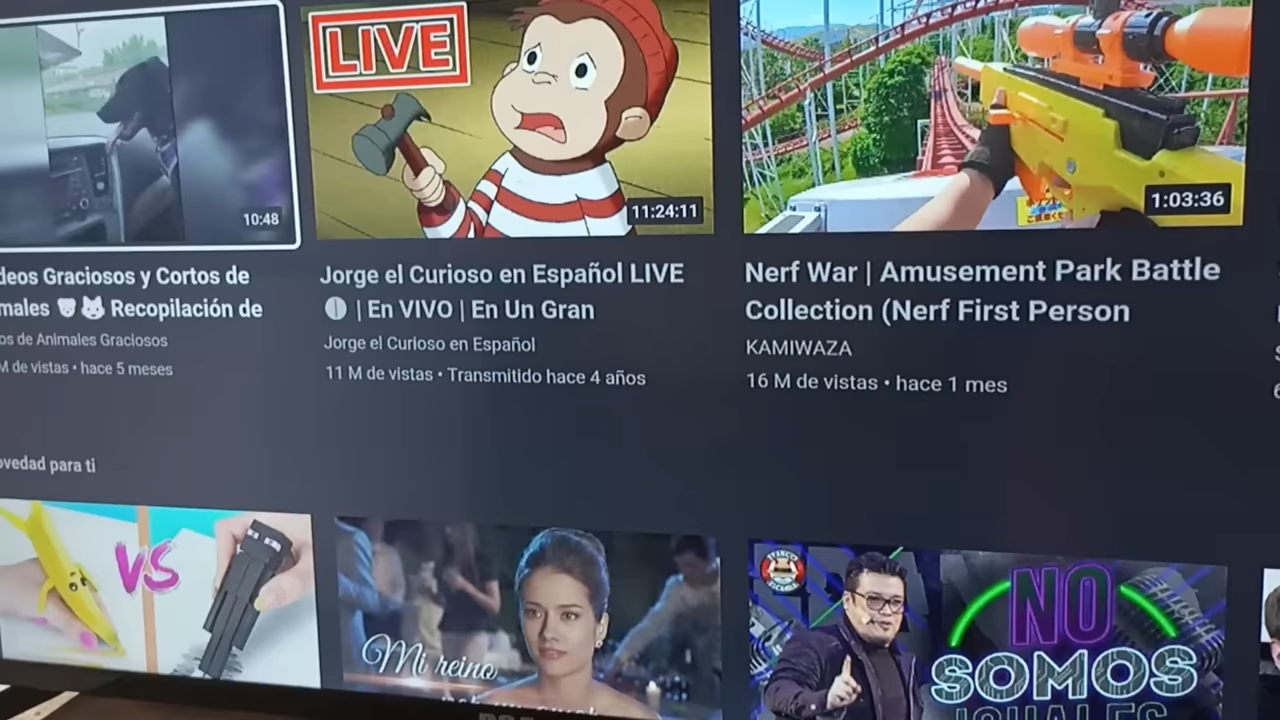 LIVE
10:48
11:24:11
1:03:36
deos Graciosos y Cortos de
males 🐶🐱 Recopilación de
os de Animales Graciosos
M de vistas • hace 5 meses
Jorge el Curioso en Español LIVE
| En VIVO | En Un Gran
Jorge el Curioso en Español
11 M de vistas • Transmitido hace 4 años
Nerf War | Amusement Park Battle
Collection (Nerf First Person
KAMIWAZA
16 M de vistas • hace 1 mes
ovedad para ti
VS
Mi reino
NO
SOMOS
IGUALES